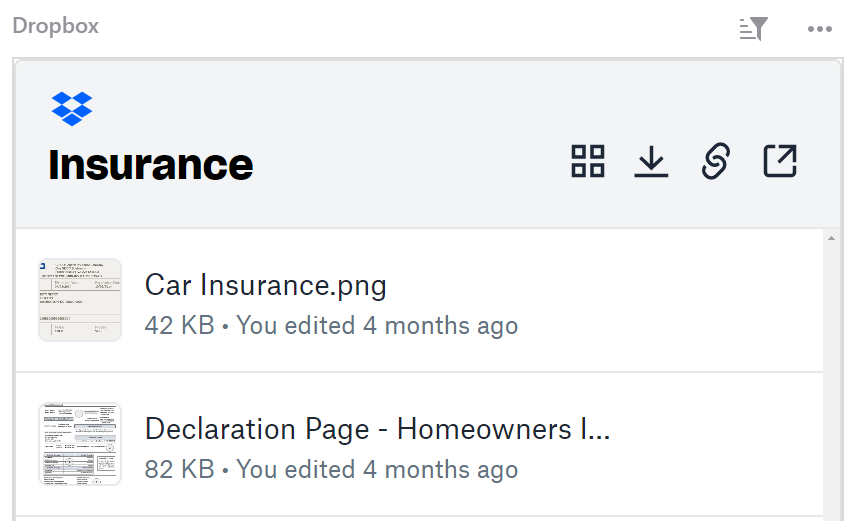 Dropbox
Insurance
Car Insurance.png
42 KB • You edited 4 months ago
Declaration Page - Homeowners I...
82 KB • You edited 4 months ago